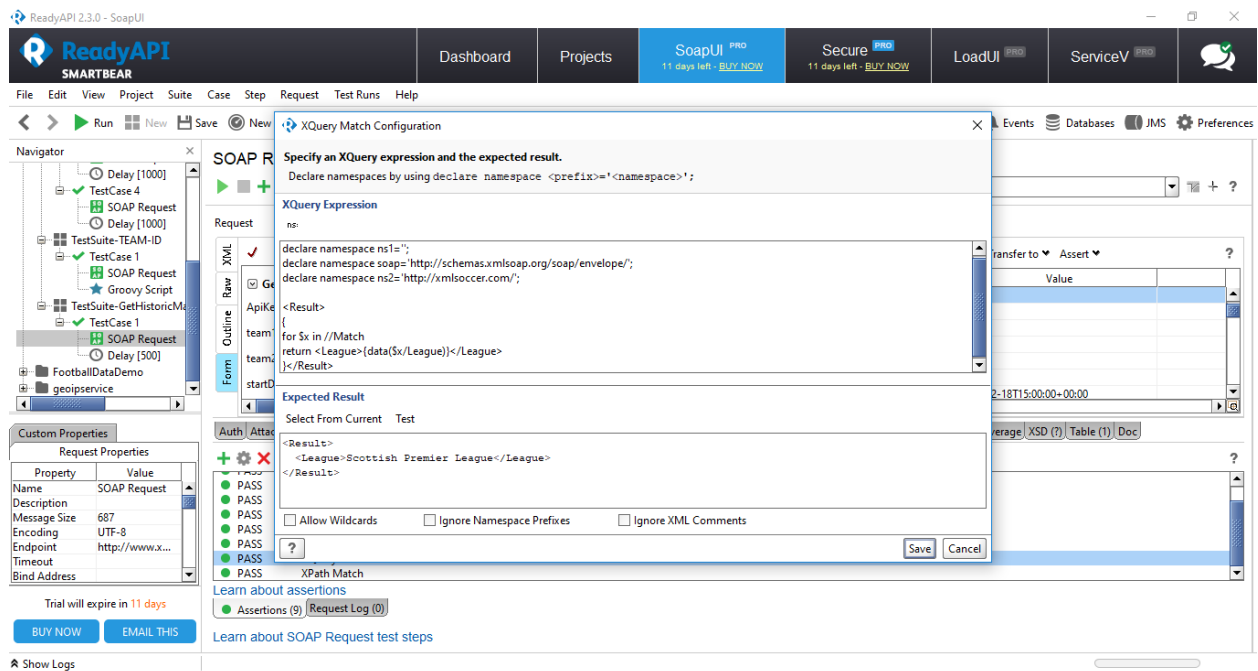 ReadyAPI 2.3.0 - SoapUI
ReadyAPI
SMARTBEAR
Dashboard
Projects
SoapUI PRO
11 days left - BUY NOW
Secure PRO
11 days left - BUY NOW
LoadUI PRO
ServiceV PRO
File Edit View Project Suite Case Step Request Test Runs Help
Run New Save New
Events Databases JMS Preferences
Navigator
Delay [1000]
TestCase 4
SOAP Request
Delay [1000]
TestSuite-TEAM-ID
TestCase 1
SOAP Request
Groovy Script
TestSuite-GetHistoricMa
TestCase 1
SOAP Request
Delay [500]
FootballDataDemo
geoipservice
Custom Properties
Request Properties
Property Value
Name SOAP Request
Description
Message Size 687
Encoding UTF-8
Endpoint http://www.x...
Timeout
Bind Address
Trial will expire in 11 days
BUY NOW EMAIL THIS
Show Logs
SOAP R
Request
XML
Raw
Outline
Form
Ge
ApiKe
team1
team2
startD
Auth Attac
XQuery Match Configuration
Specify an XQuery expression and the expected result.
Declare namespaces by using declare namespace <prefix>='<namespace>';
XQuery Expression
ns:
declare namespace ns1='';
declare namespace soap='http://schemas.xmlsoap.org/soap/envelope/';
declare namespace ns2='http://xmlsoccer.com/';
<Result>
{
for $x in //Match
return <League>{data($x/League)}</League>
}</Result>
Expected Result
Select From Current Test
<Result>
<League>Scottish Premier League</League>
</Result>
Allow Wildcards Ignore Namespace Prefixes Ignore XML Comments
? Save Cancel
ransfer to Assert ?
Value
2-18T15:00:00+00:00
verage XSD (?) Table (1) Doc
?
PASS
PASS
PASS
PASS
PASS
PASS
PASS
PASS XPath Match
Learn about assertions
Assertions (9) Request Log (0)
Learn about SOAP Request test steps